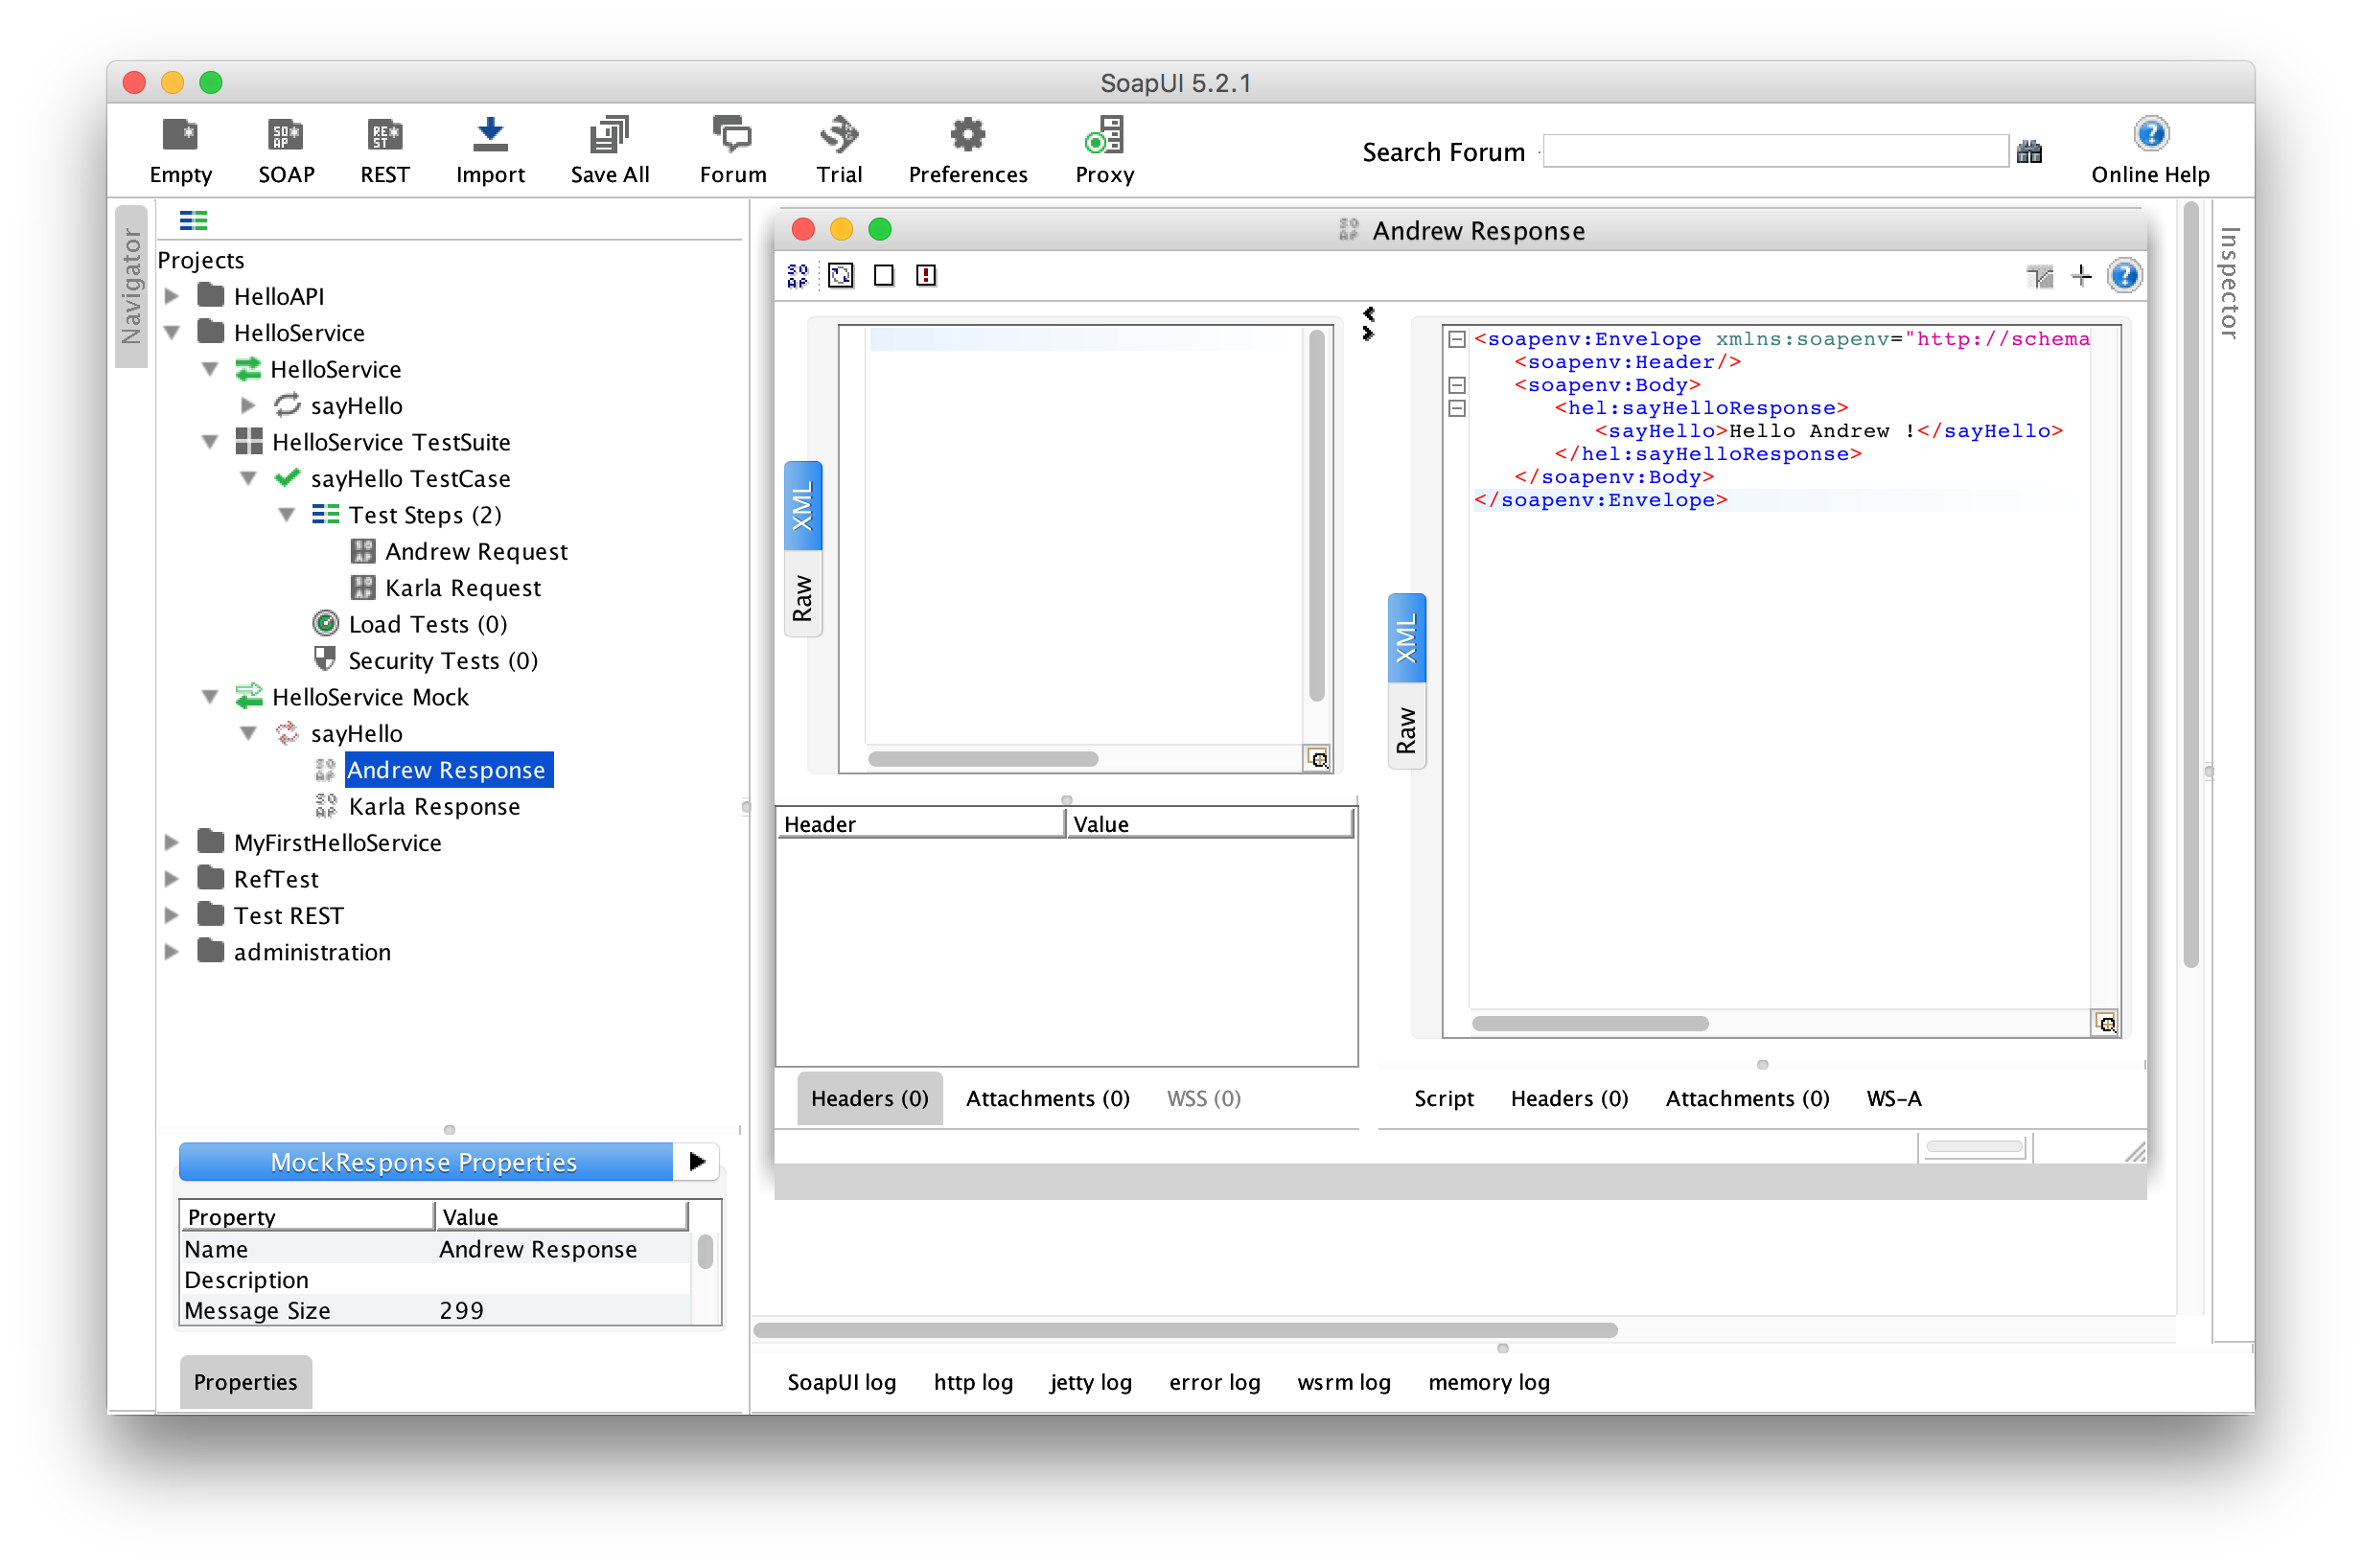 SoapUI 5.2.1
Empty SOAP REST Import Save All Forum Trial Preferences Proxy Search Forum Online Help
Navigator
Projects
HelloAPI
HelloService
HelloService
sayHello
HelloService TestSuite
sayHello TestCase
Test Steps (2)
Andrew Request
Karla Request
Load Tests (0)
Security Tests (0)
HelloService Mock
sayHello
Andrew Response
Karla Response
MyFirstHelloService
RefTest
Test REST
administration
MockResponse Properties
Property Value
Name Andrew Response
Description
Message Size 299
Properties
Andrew Response
XML
Raw
Header Value
Headers (0) Attachments (0) WSS (0)
XML
Raw
<soapenv:Envelope xmlns:soapenv="http://schema
<soapenv:Header/>
<soapenv:Body>
<hel:sayHelloResponse>
<sayHello>Hello Andrew !</sayHello>
</hel:sayHelloResponse>
</soapenv:Body>
</soapenv:Envelope>
Script Headers (0) Attachments (0) WS-A
Inspector
SoapUI log http log jetty log error log wsrm log memory log